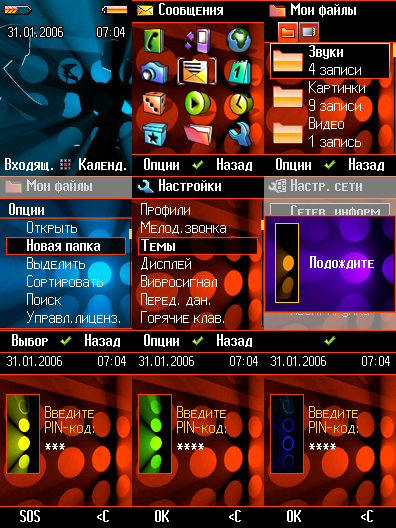 31.01.2006 07:04
Входящ. Календ.
Сообщения
Опции Назад
Мои файлы
Звуки
4 записи
Картинки
9 записи
Видео
1 запись
Опции Назад
Мои файлы
Опции
Открыть
Новая папка
Выделить
Сортировать
Поиск
Управл.лиценз.
Выбор Назад
Настройки
Профили
Мелод.звонка
Темы
Дисплей
Вибросигнал
Перед. дан.
Горячие клав.
Опции Назад
Настр. сети
Сетев. информ
Подождите
31.01.2006 07:04
Введите
PIN-код:
***
SOS <C
31.01.2006 07:04
Введите
PIN-код:
****
OK <C
31.01.2006 07:04
Введите
PIN-код:
****
OK <C